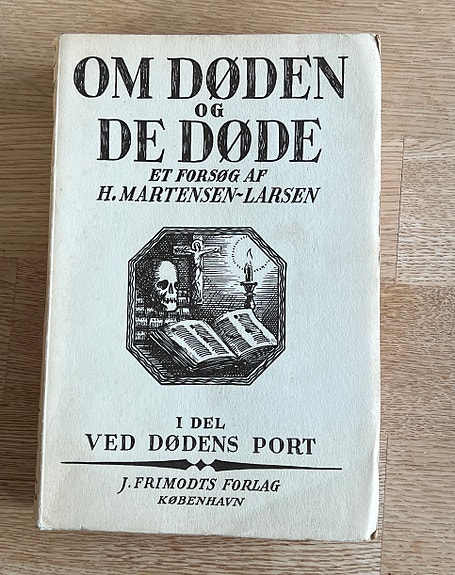 OM DØDEN
OG
DE DØDE
ET FORSØG AF
H. MARTENSEN-LARSEN
I DEL
VED DØDENS PORT
J. FRIMODTS FORLAG
KØBENHAVN